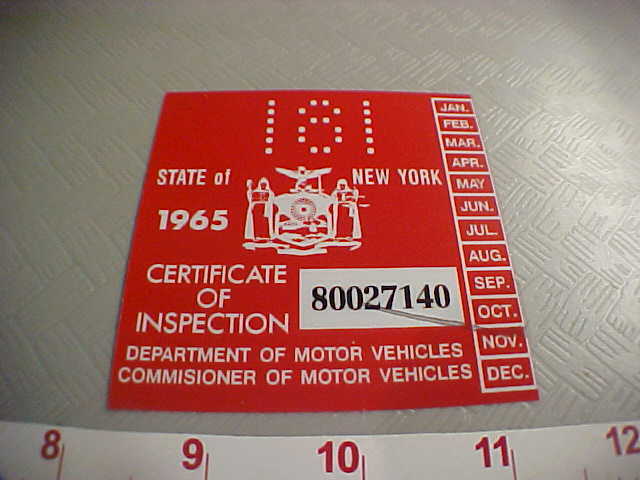 181
STATE of NEW YORK
1965
CERTIFICATE
OF
INSPECTION
80027140
DEPARTMENT OF MOTOR VEHICLES
COMMISIONER OF MOTOR VEHICLES
JAN.
FEB.
MAR.
APR.
MAY
JUN.
JUL.
AUG.
SEP.
OCT.
NOV.
DEC.
8 9 10 11 12